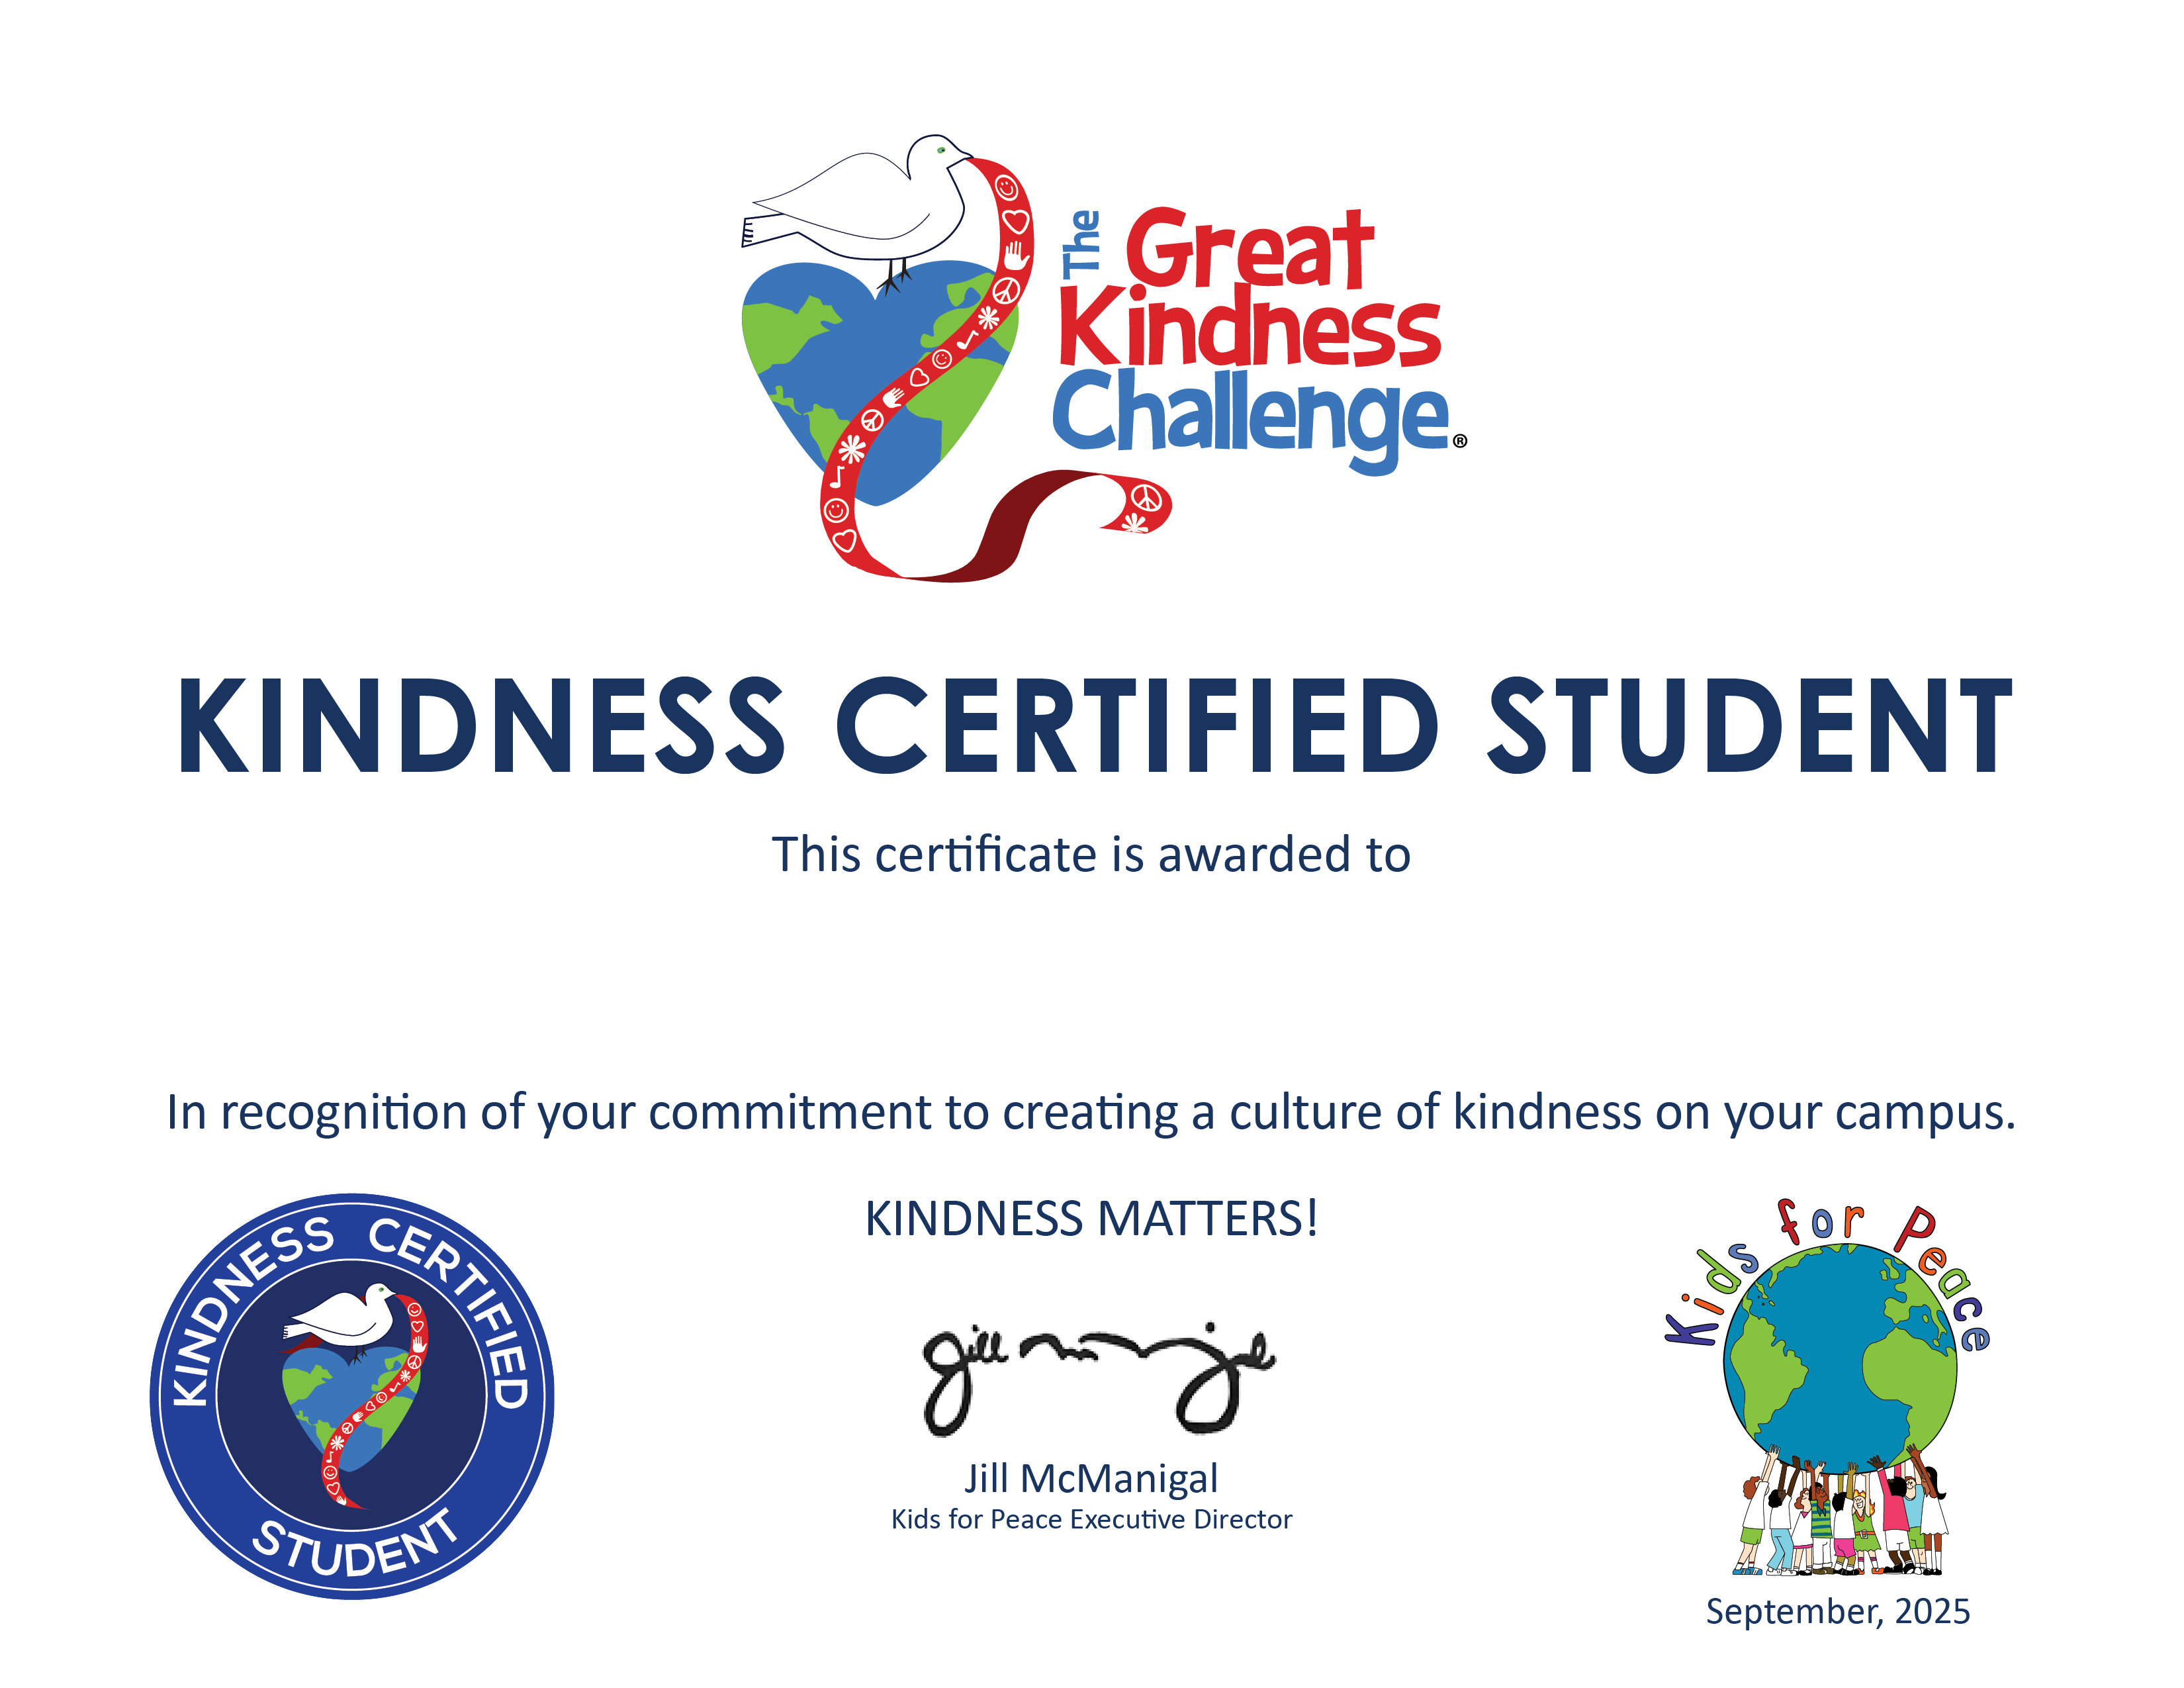 The Great
Kindness
Challenge®
KINDNESS CERTIFIED STUDENT
This certificate is awarded to
In recognition of your commitment to creating a culture of kindness on your campus.
KINDNESS MATTERS!
KINDNESS CERTIFIED
STUDENT
Jill McManigal
Kids for Peace Executive Director
Kids for Peace
September, 2025